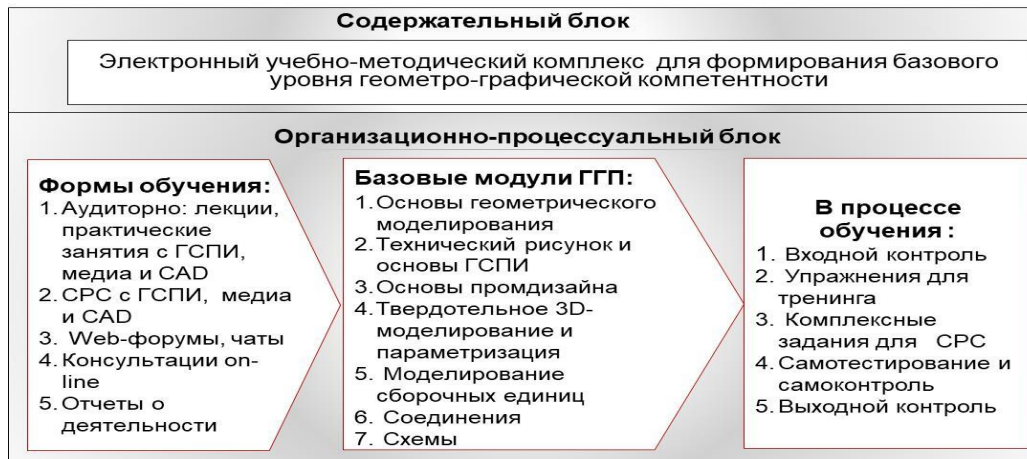 Содержательный блок
Электронный учебно-методический комплекс для формирования базового
уровня геометро-графической компетентности
Организационно-процессуальный блок
Формы обучения:
1. Аудиторно: лекции,
практические
занятия с ГСПИ,
медиа и CAD
2. СРС с ГСПИ, медиа
и CAD
3. Web-форумы, чаты
4. Консультации on-
line
5. Отчеты о
деятельности
Базовые модули ГГП:
1. Основы геометрического
моделирования
2. Технический рисунок и
основы ГСПИ
3. Основы промдизайна
4. Твердотельное 3D-
моделирование и
параметризация
5. Моделирование
сборочных единиц
6. Соединения
7. Схемы
В процессе
обучения :
1. Входной контроль
2. Упражнения для
тренинга
3. Комплексные
задания для СРС
4. Самотестирование и
самоконтроль
5. Выходной контроль